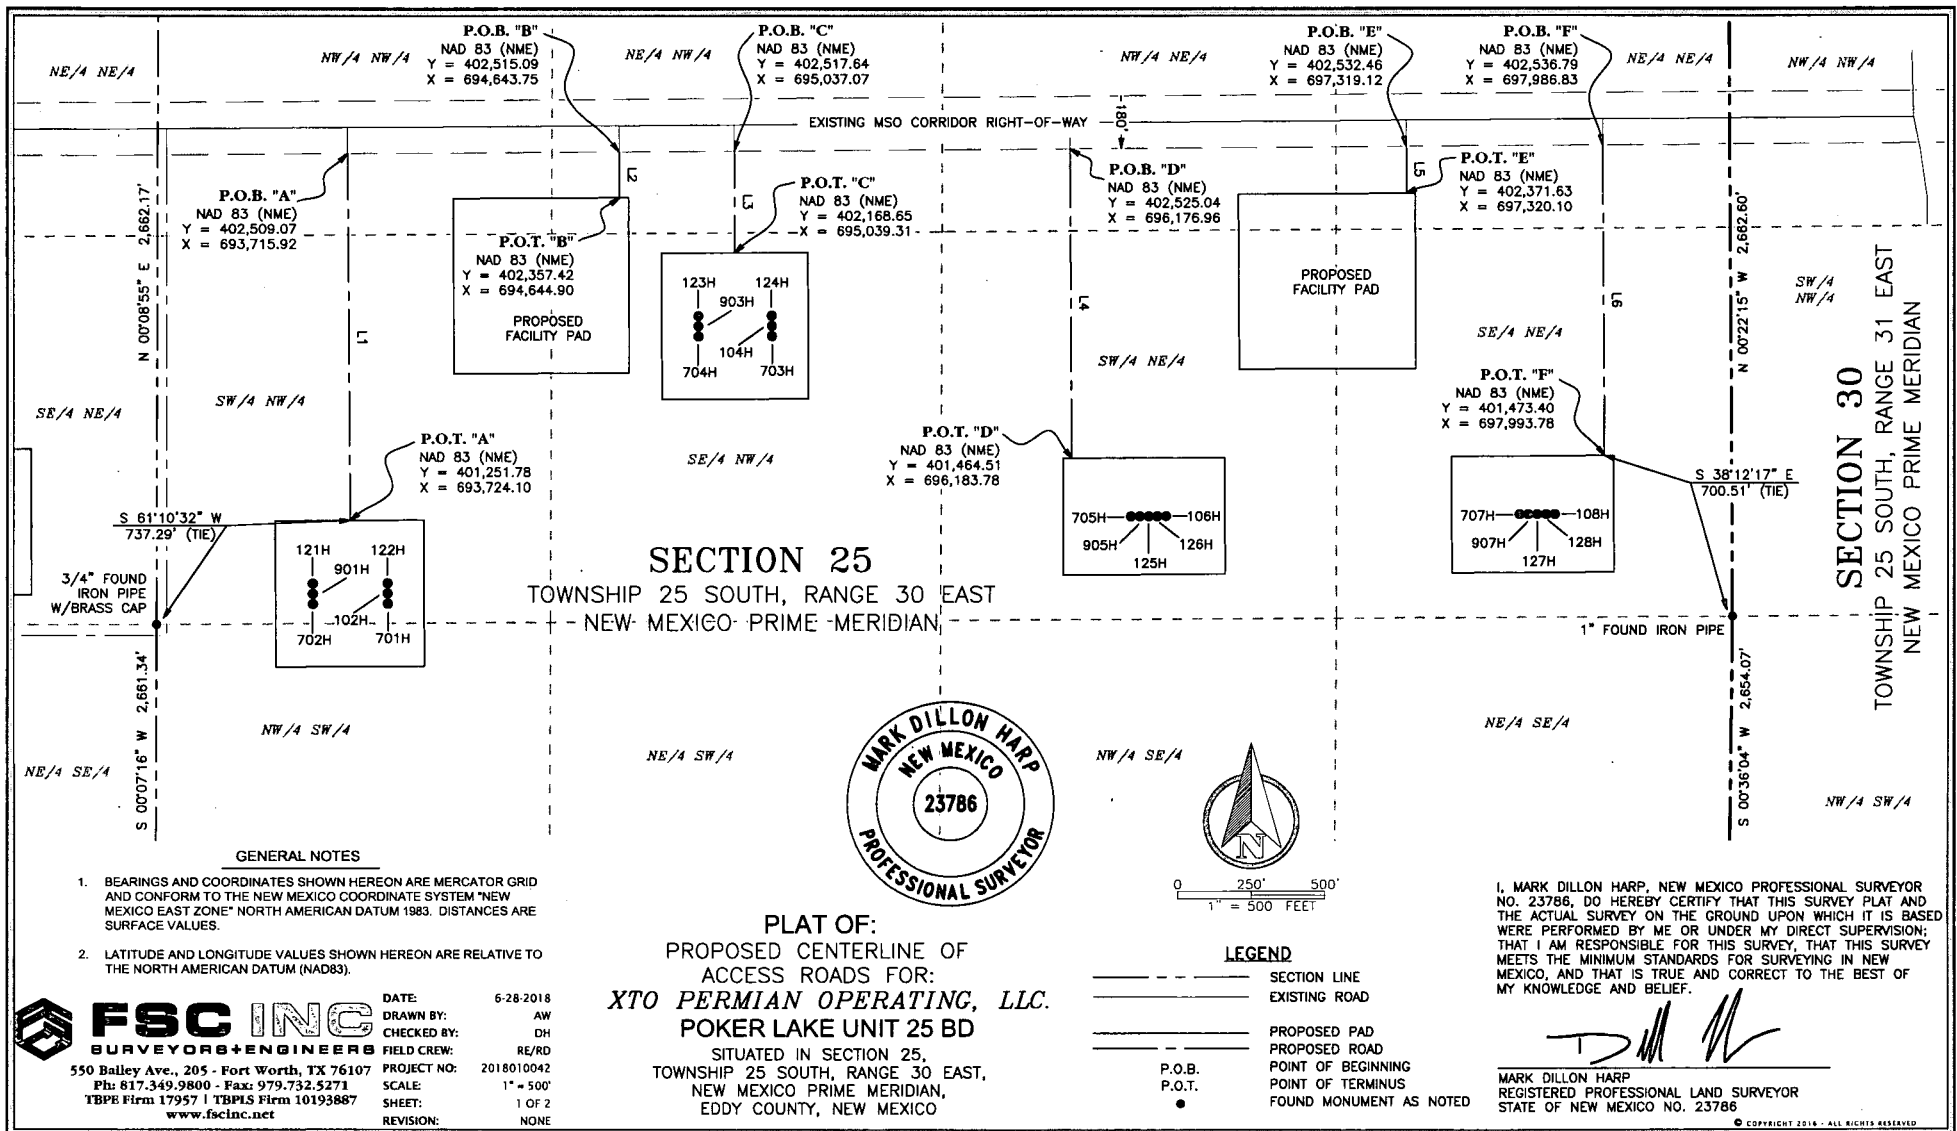 P.O.B. "B"
NAD 83 (NME)
Y = 402,515.09
X = 694,643.75
P.O.B. "C"
NAD 83 (NME)
Y = 402,517.64
X = 695,037.07
P.O.B. "E"
NAD 83 (NME)
Y = 402,532.46
X = 697,319.12
P.O.B. "F"
NAD 83 (NME)
Y = 402,536.79
X = 697,986.83
NE/4 NE/4
NW/4 NW/4
NE/4 NW/4
NW/4 NE/4
NE/4 NE/4
NW/4 NW/4
EXISTING MSO CORRIDOR RIGHT-OF-WAY
180'
P.O.B. "A"
NAD 83 (NME)
Y = 402,509.07
X = 693,715.92
L2
L3
P.O.T. "C"
NAD 83 (NME)
Y = 402,168.65
X = 695,039.31
P.O.B. "D"
NAD 83 (NME)
Y = 402,525.04
X = 696,176.96
L5
P.O.T. "E"
NAD 83 (NME)
Y = 402,371.63
X = 697,320.10
N 00°08'55" E 2,662.17'
P.O.T. "B"
NAD 83 (NME)
Y = 402,357.42
X = 694,644.90
PROPOSED
FACILITY PAD
123H
124H
903H
104H
704H
703H
L1
L4
PROPOSED
FACILITY PAD
L6
N 00°22'15" W 2,682.60'
SW/4
NW/4
SE/4 NE/4
SW/4 NE/4
SE/4 NE/4
SW/4 NW/4
SE/4 NW/4
P.O.T. "A"
NAD 83 (NME)
Y = 401,251.78
X = 693,724.10
P.O.T. "D"
NAD 83 (NME)
Y = 401,464.51
X = 696,183.78
P.O.T. "F"
NAD 83 (NME)
Y = 401,473.40
X = 697,993.78
S 38°12'17" E
700.51' (TIE)
S 61°10'32" W
737.29' (TIE)
3/4" FOUND
IRON PIPE
W/BRASS CAP
121H
122H
901H
102H
702H
701H
705H
106H
905H
126H
125H
707H
108H
907H
128H
127H
SECTION 25
TOWNSHIP 25 SOUTH, RANGE 30 EAST
NEW MEXICO PRIME MERIDIAN
1" FOUND IRON PIPE
SECTION 30
TOWNSHIP 25 SOUTH, RANGE 31 EAST
NEW MEXICO PRIME MERIDIAN
S 00°07'16" W 2,661.34'
S 00°36'04" W 2,654.07'
NE/4 SE/4
NW/4 SW/4
NE/4 SW/4
NW/4 SE/4
NE/4 SE/4
NW/4 SW/4
MARK DILLON HARP
NEW MEXICO
23786
PROFESSIONAL SURVEYOR
N
0 250' 500'
1" = 500 FEET
GENERAL NOTES
1. BEARINGS AND COORDINATES SHOWN HEREON ARE MERCATOR GRID
AND CONFORM TO THE NEW MEXICO COORDINATE SYSTEM "NEW
MEXICO EAST ZONE" NORTH AMERICAN DATUM 1983. DISTANCES ARE
SURFACE VALUES.
2. LATITUDE AND LONGITUDE VALUES SHOWN HEREON ARE RELATIVE TO
THE NORTH AMERICAN DATUM (NAD83).
FSC INC
SURVEYORS+ENGINEERS
550 Bailey Ave., 205 - Fort Worth, TX 76107
Ph: 817.349.9800 - Fax: 979.732.5271
TBPE Firm 17957 | TBPLS Firm 10193887
www.fscinc.net
DATE: 6-28-2018
DRAWN BY: AW
CHECKED BY: DH
FIELD CREW: RE/RD
PROJECT NO: 2018010042
SCALE: 1" = 500'
SHEET: 1 OF 2
REVISION: NONE
PLAT OF:
PROPOSED CENTERLINE OF
ACCESS ROADS FOR:
XTO PERMIAN OPERATING, LLC.
POKER LAKE UNIT 25 BD
SITUATED IN SECTION 25,
TOWNSHIP 25 SOUTH, RANGE 30 EAST,
NEW MEXICO PRIME MERIDIAN,
EDDY COUNTY, NEW MEXICO
LEGEND
SECTION LINE
EXISTING ROAD
PROPOSED PAD
PROPOSED ROAD
P.O.B. POINT OF BEGINNING
P.O.T. POINT OF TERMINUS
FOUND MONUMENT AS NOTED
I, MARK DILLON HARP, NEW MEXICO PROFESSIONAL SURVEYOR
NO. 23786, DO HEREBY CERTIFY THAT THIS SURVEY PLAT AND
THE ACTUAL SURVEY ON THE GROUND UPON WHICH IT IS BASED
WERE PERFORMED BY ME OR UNDER MY DIRECT SUPERVISION;
THAT I AM RESPONSIBLE FOR THIS SURVEY, THAT THIS SURVEY
MEETS THE MINIMUM STANDARDS FOR SURVEYING IN NEW
MEXICO, AND THAT IS TRUE AND CORRECT TO THE BEST OF
MY KNOWLEDGE AND BELIEF.
MARK DILLON HARP
REGISTERED PROFESSIONAL LAND SURVEYOR
STATE OF NEW MEXICO NO. 23786
© COPYRIGHT 2016 - ALL RIGHTS RESERVED